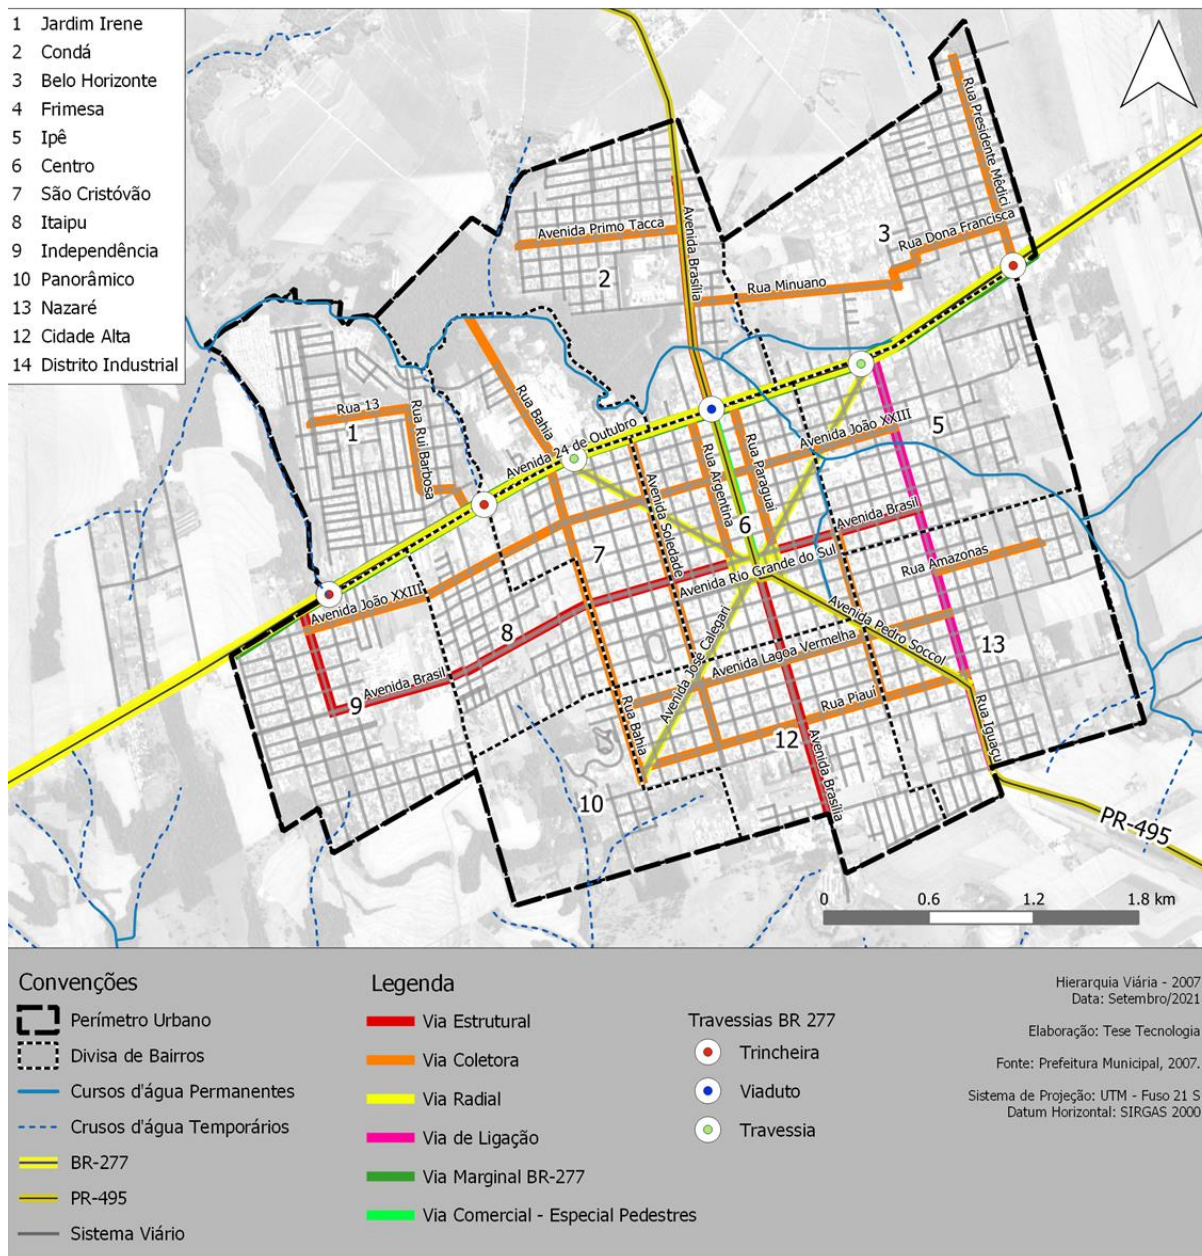 1 Jardim Irene
2 Condá
3 Belo Horizonte
4 Frimesa
5 Ipê
6 Centro
7 São Cristóvão
8 Itaipu
9 Independência
10 Panorâmico
13 Nazaré
12 Cidade Alta
14 Distrito Industrial
Rua Presidente Médici
Avenida Primo Tacca
Avenida Brasília
3
Rua Dona Francisca
2
Rua Minuano
Rua Bahia
Rua 13
1
Rua Rui Barbosa
Avenida 24 de Outubro
Avenida João XXIII
5
Rua Paraguai
Rua Argentina
Avenida Soledade
6
Avenida Brasil
7
Avenida Rio Grande do Sul
Rua Amazonas
Avenida João XXIII
8
Avenida Pedro Soccol
Avenida Jose Calegari
Avenida Lagoa Vermelha
13
Avenida Brasil
9
Rua Bahia
Rua Piauí
Rua Iguaçu
12
Avenida Brasília
10
PR-495
0 0.6 1.2 1.8 km
Convenções
Perímetro Urbano
Divisa de Bairros
Cursos d'água Permanentes
Crusos d'água Temporários
BR-277
PR-495
Sistema Viário
Legenda
Via Estrutural
Via Coletora
Via Radial
Via de Ligação
Via Marginal BR-277
Via Comercial - Especial Pedestres
Travessias BR 277
Trincheira
Viaduto
Travessia
Hierarquia Viária - 2007
Data: Setembro/2021
Elaboração: Tese Tecnologia
Fonte: Prefeitura Municipal, 2007.
Sistema de Projeção: UTM - Fuso 21 S
Datum Horizontal: SIRGAS 2000